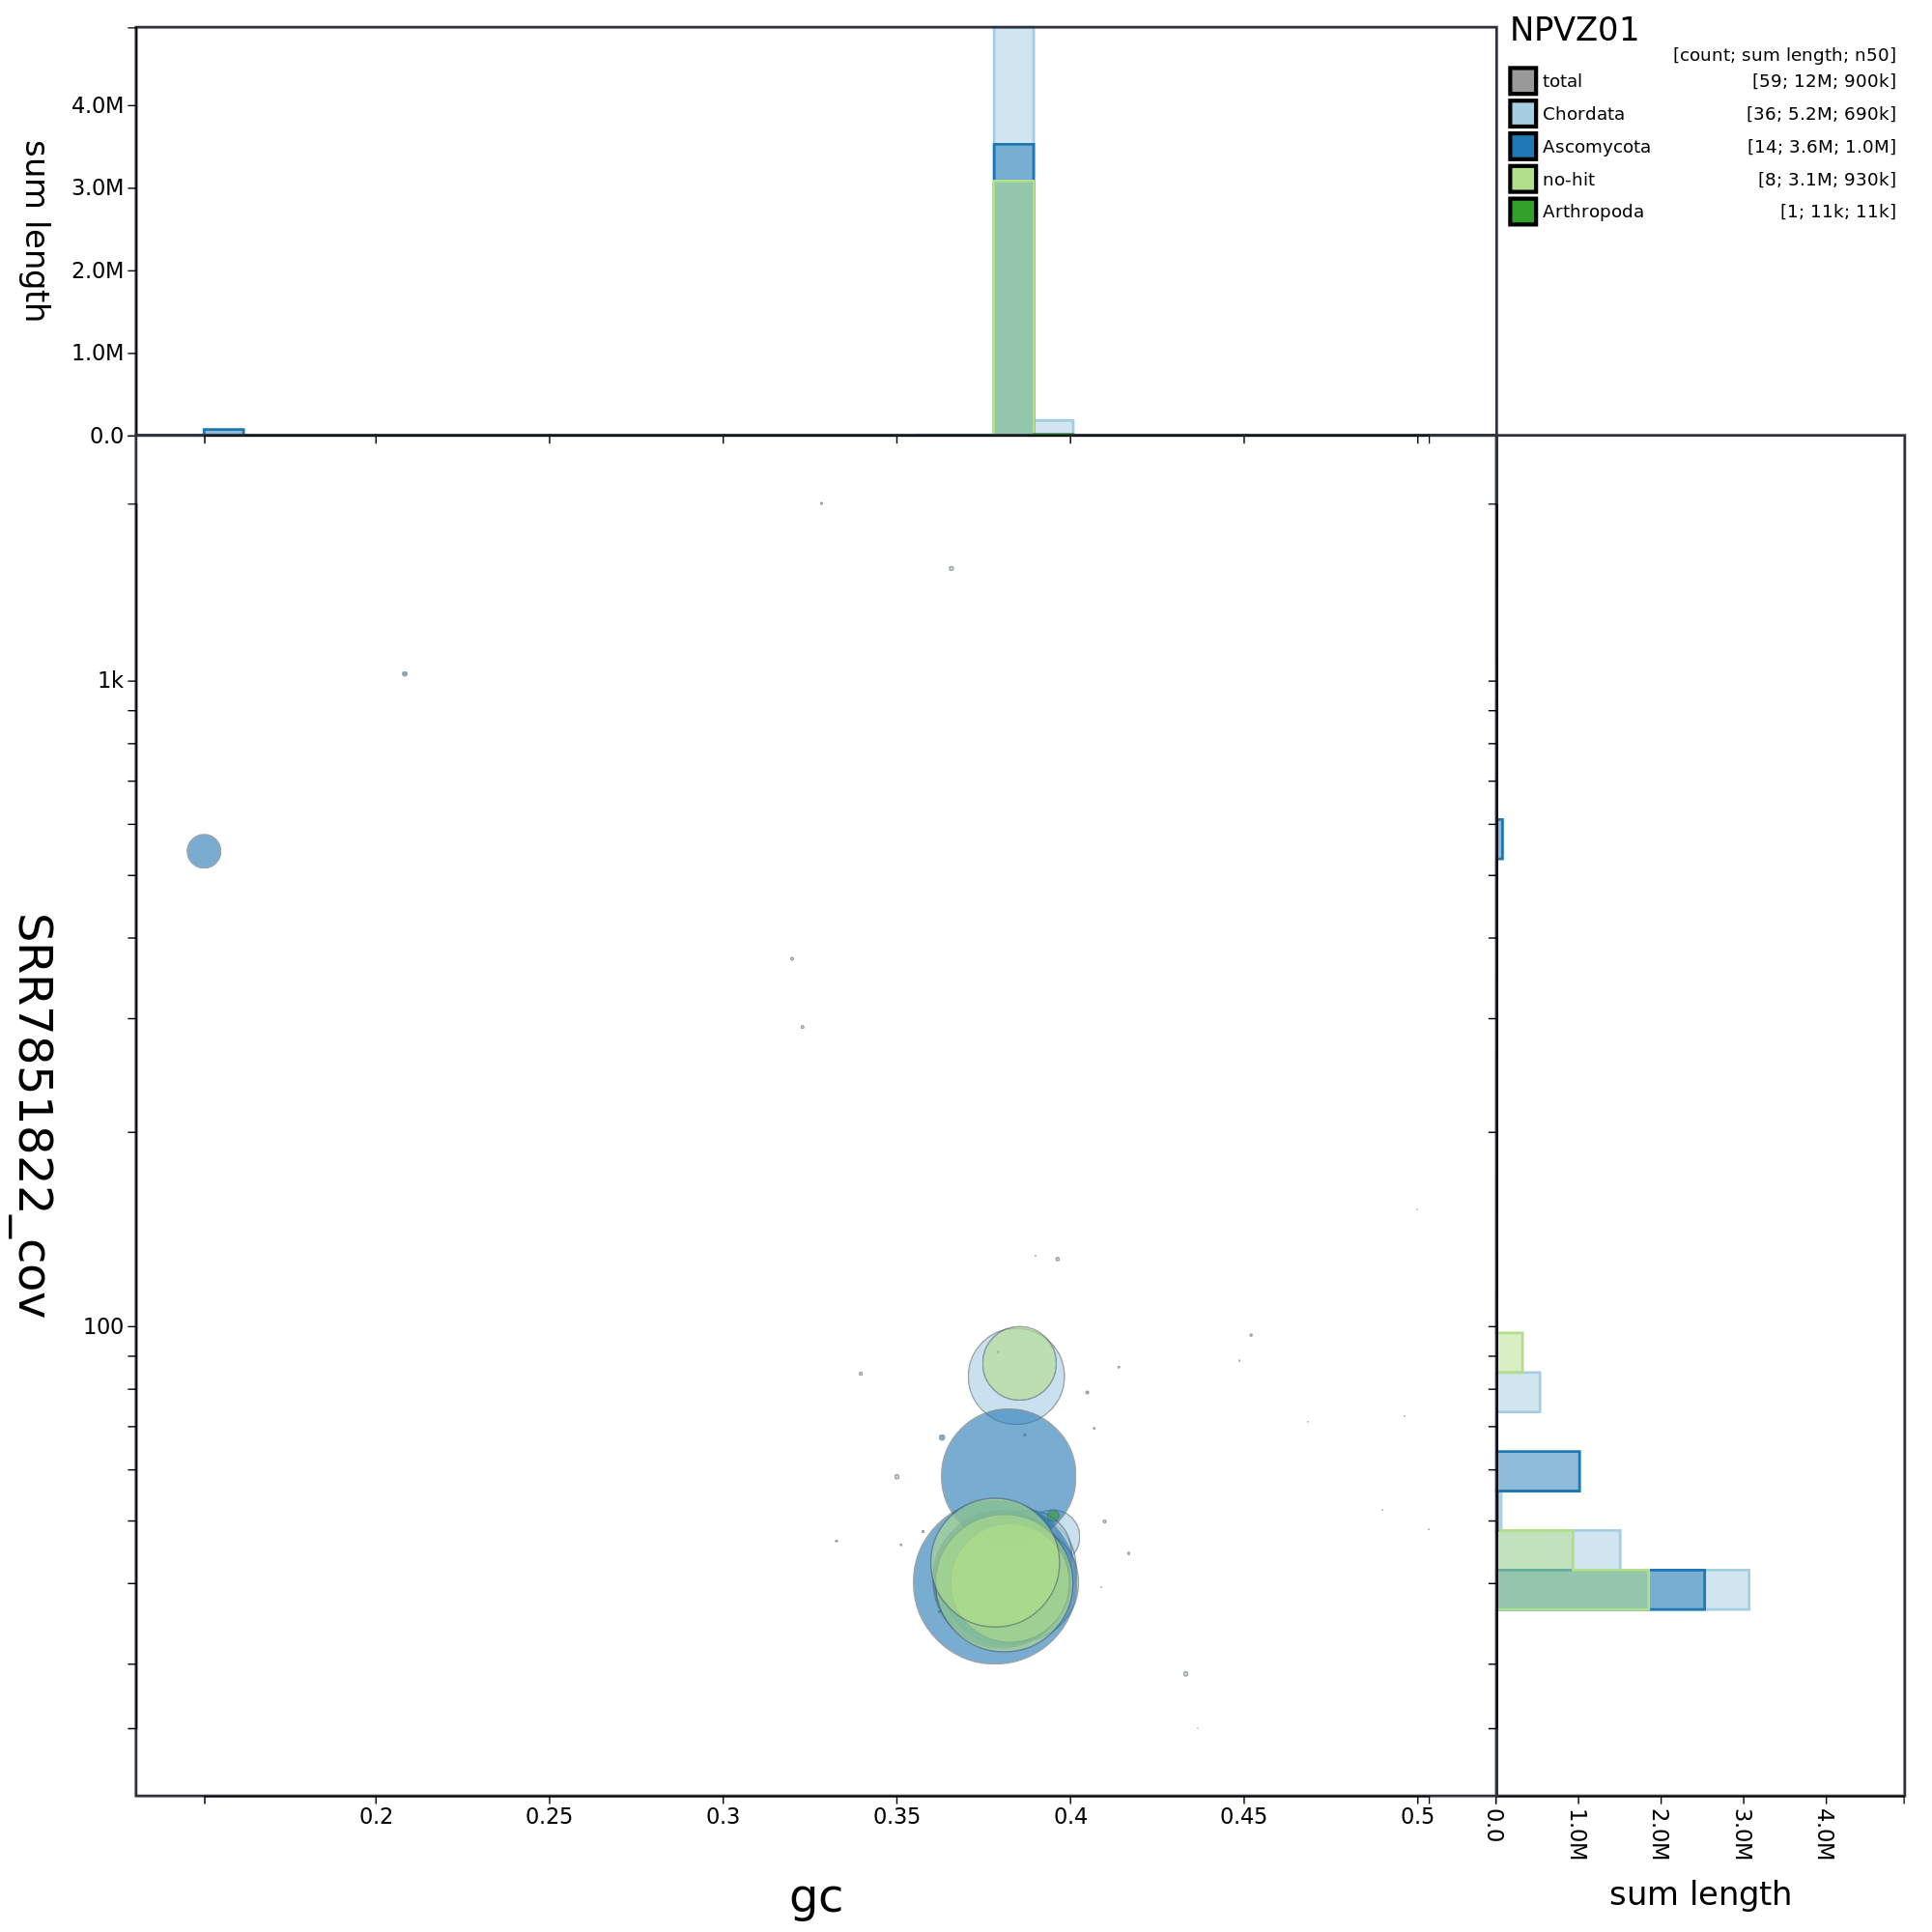 NPVZ01
[count; sum length; n50]
total [59; 12M; 900k]
Chordata [36; 5.2M; 690k]
Ascomycota [14; 3.6M; 1.0M]
no-hit [8; 3.1M; 930k]
Arthropoda [1; 11k; 11k]
sum length
4.0M
3.0M
2.0M
1.0M
0.0
SRR7851822_cov
1k
100
0.2 0.25 0.3 0.35 0.4 0.45 0.5
gc
0.0 1.0M 2.0M 3.0M 4.0M
sum length